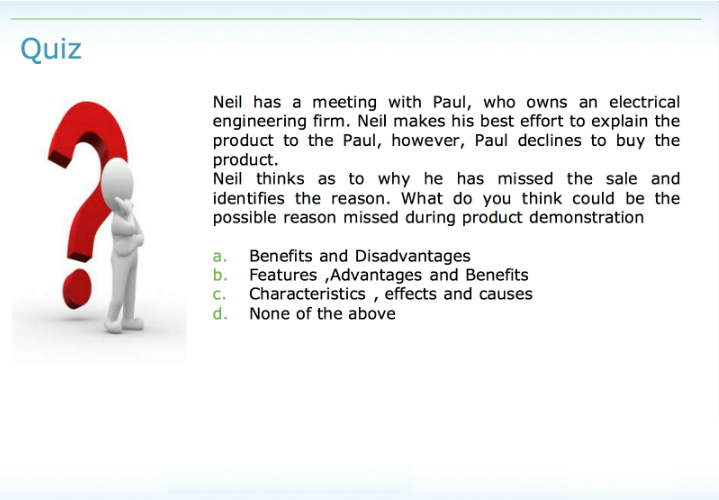 Quiz
Neil has a meeting with Paul, who owns an electrical
engineering firm. Neil makes his best effort to explain the
product to the Paul, however, Paul declines to buy the
product.
Neil thinks as to why he has missed the sale and
identifies the reason. What do you think could be the
possible reason missed during product demonstration
a. Benefits and Disadvantages
b. Features ,Advantages and Benefits
c. Characteristics , effects and causes
d. None of the above